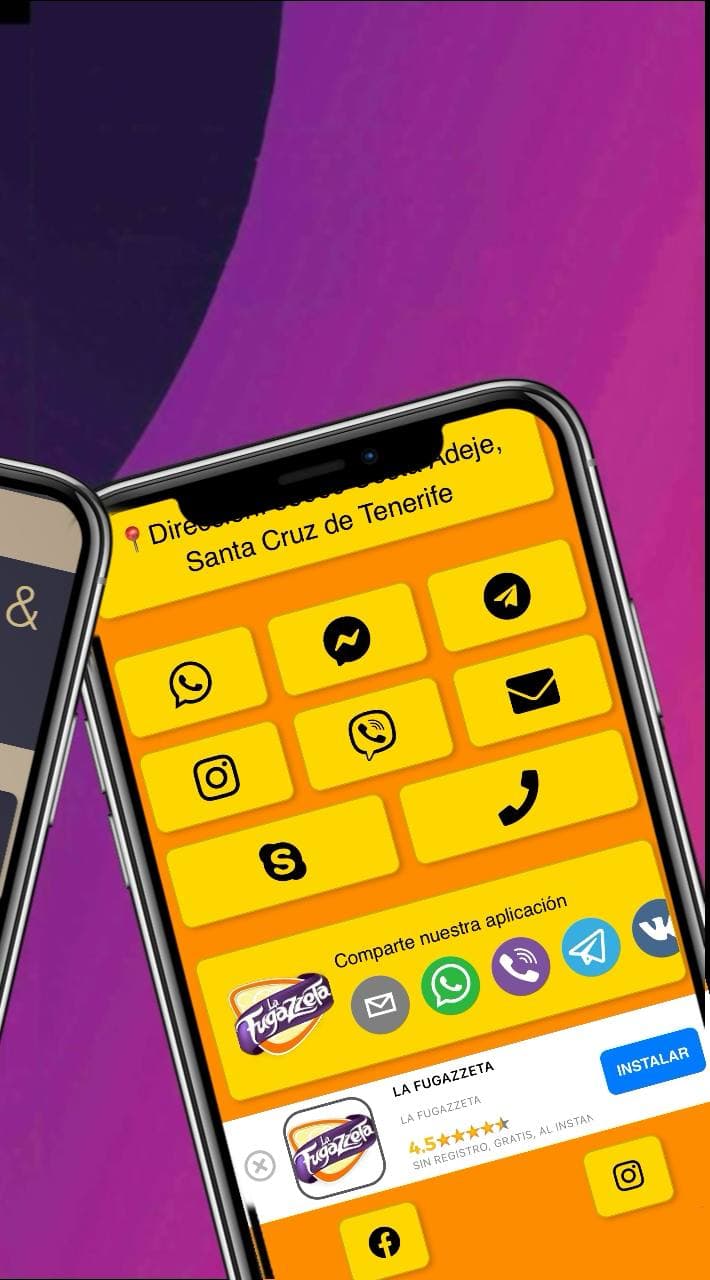 &
Adeje,
Santa Cruz de Tenerife
Comparte nuestra aplicación
La
FugaZzeTa
LA FUGAZZETA
INSTALAR
LA FUGAZZETA
4.5
SIN REGISTRO, GRATIS, AL INSTAN
La
FugaZzeTa